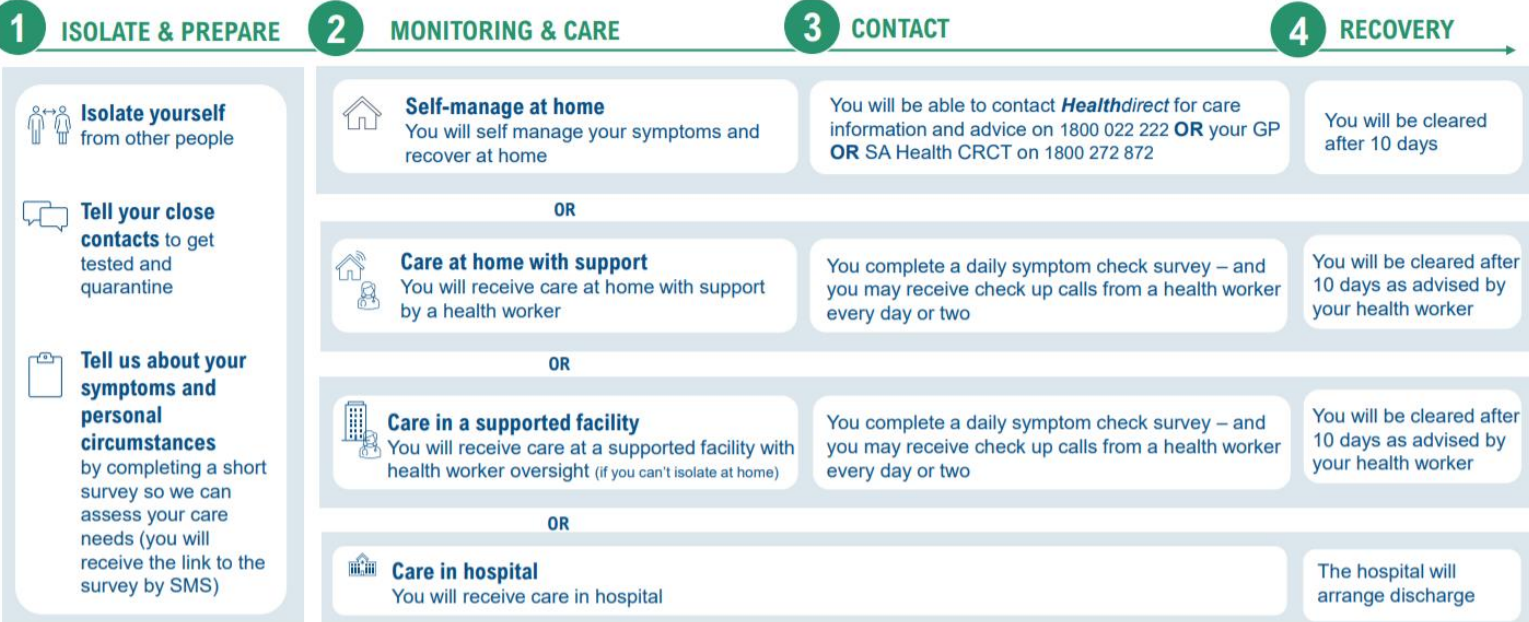 1 ISOLATE & PREPARE
2 MONITORING & CARE
3 CONTACT
4 RECOVERY
Isolate yourself
from other people
Tell your close
contacts to get
tested and
quarantine
Tell us about your
symptoms and
personal
circumstances
by completing a short
survey so we can
assess your care
needs (you will
receive the link to the
survey by SMS)
Self-manage at home
You will self manage your symptoms and
recover at home
You will be able to contact Healthdirect for care
information and advice on 1800 022 222 OR your GP
OR SA Health CRCT on 1800 272 872
You will be cleared
after 10 days
OR
Care at home with support
You will receive care at home with support
by a health worker
You complete a daily symptom check survey – and
you may receive check up calls from a health worker
every day or two
You will be cleared after
10 days as advised by
your health worker
OR
Care in a supported facility
You will receive care at a supported facility with
health worker oversight (if you can't isolate at home)
You complete a daily symptom check survey – and
you may receive check up calls from a health worker
every day or two
You will be cleared after
10 days as advised by
your health worker
OR
Care in hospital
You will receive care in hospital
The hospital will
arrange discharge